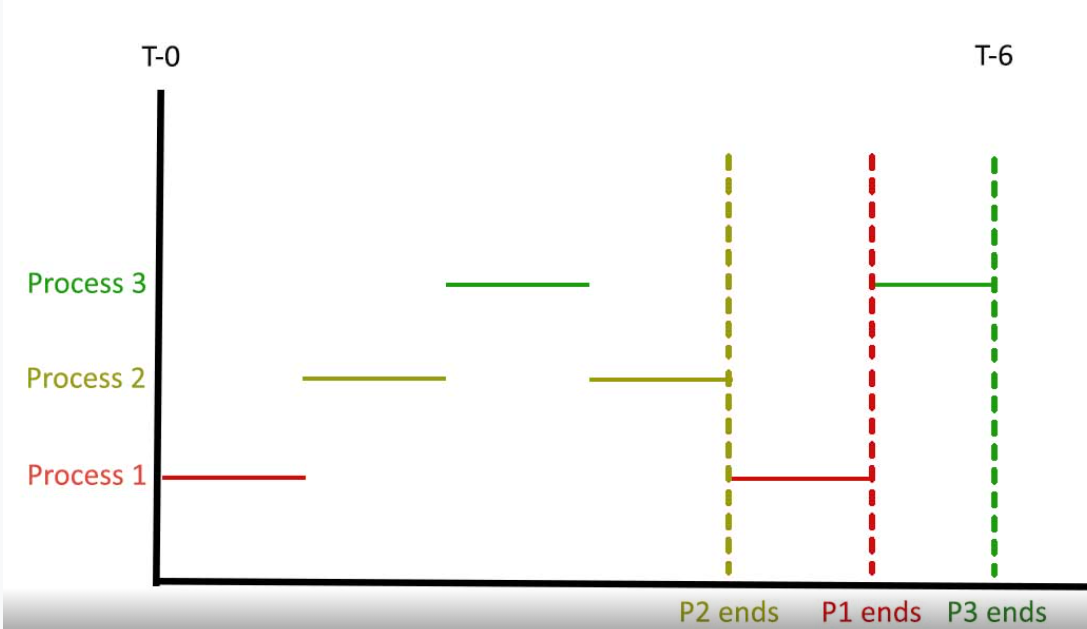 T-0
T-6
Process 3
Process 2
Process 1
P2 ends
P1 ends
P3 ends